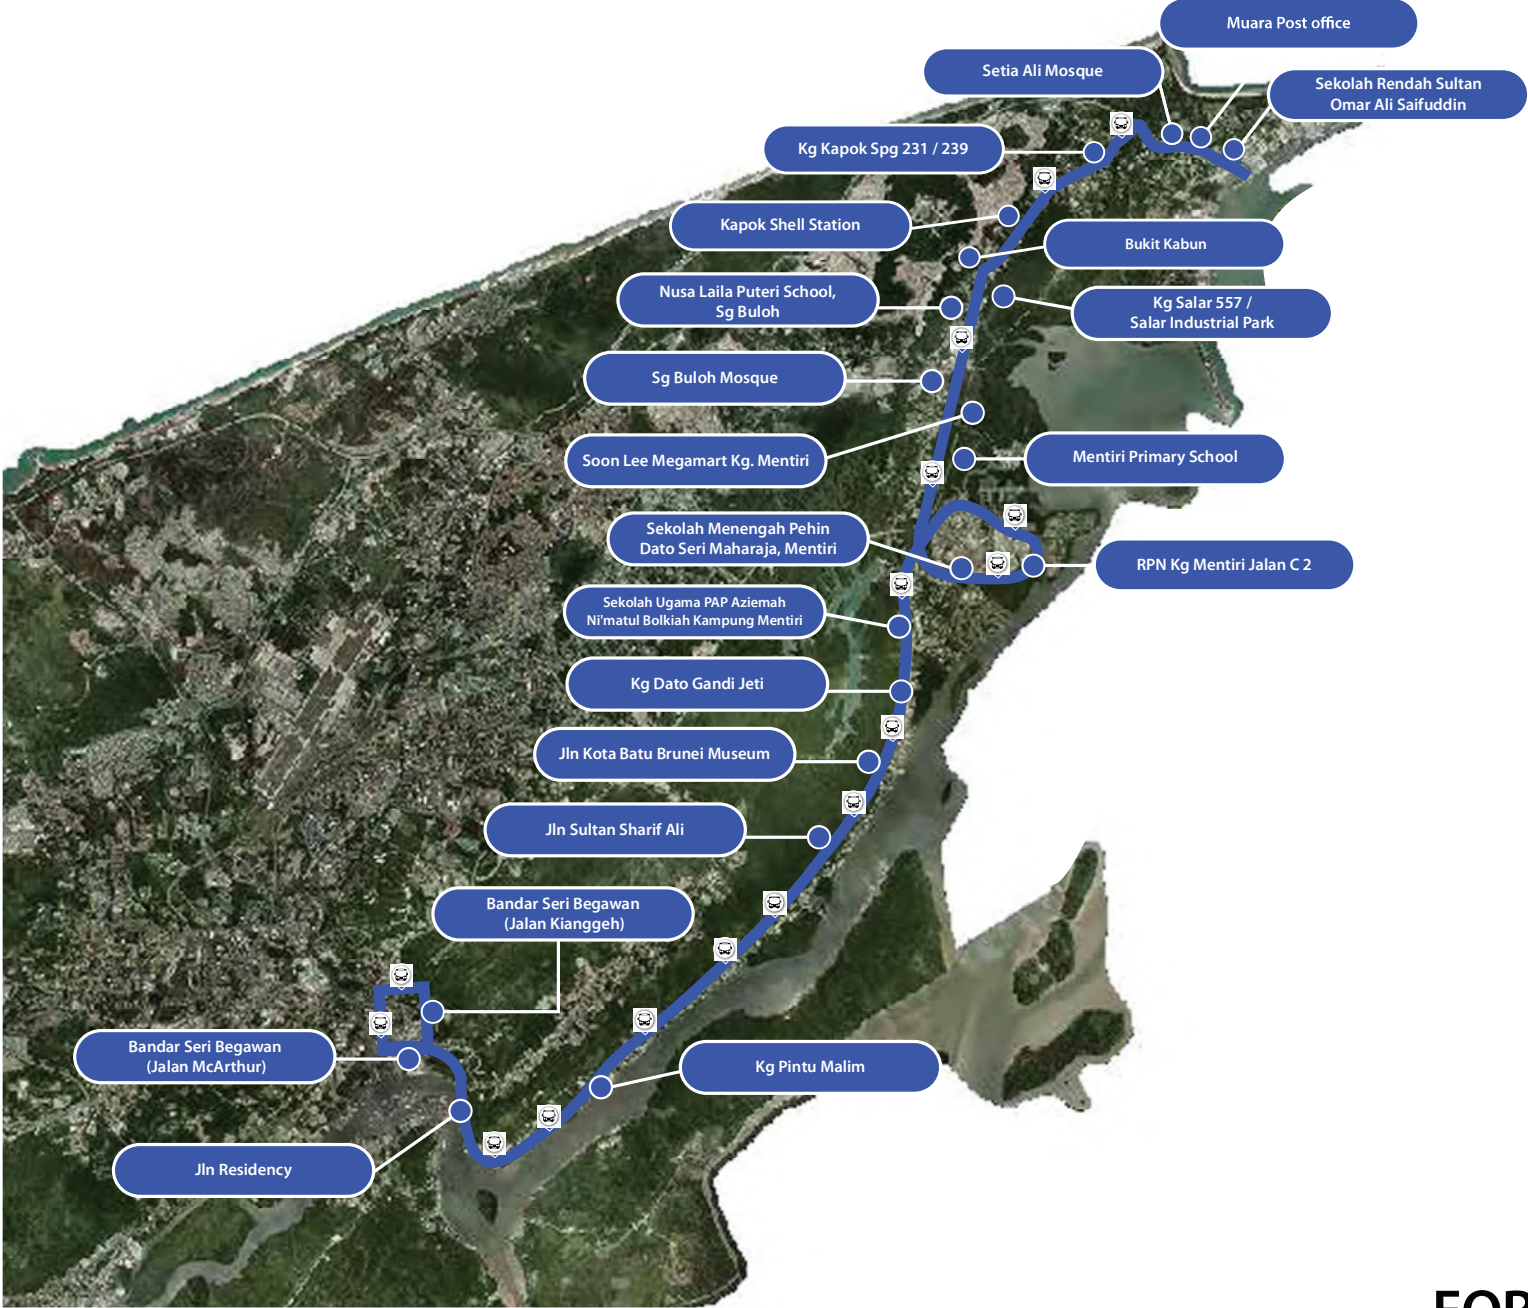 Muara Post office
Setia Ali Mosque
Sekolah Rendah Sultan
Omar Ali Saifuddin
Kg Kapok Spg 231 / 239
Kapok Shell Station
Bukit Kabun
Nusa Laila Puteri School,
Sg Buloh
Kg Salar 557 /
Salar Industrial Park
Sg Buloh Mosque
Soon Lee Megamart Kg. Mentiri
Mentiri Primary School
Sekolah Menengah Pehin
Dato Seri Maharaja, Mentiri
RPN Kg Mentiri Jalan C 2
Sekolah Ugama PAP Aziemah
Ni'matul Bolkiah Kampung Mentiri
Kg Dato Gandi Jeti
Jln Kota Batu Brunei Museum
Jln Sultan Sharif Ali
Bandar Seri Begawan
(Jalan Kianggeh)
Bandar Seri Begawan
(Jalan McArthur)
Kg Pintu Malim
Jln Residency